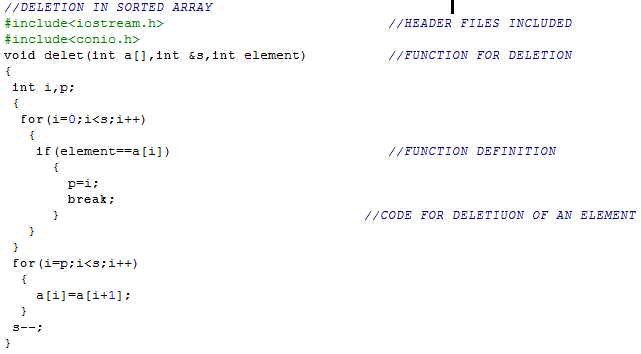 //DELETION IN SORTED ARRAY
#include<iostream.h> //HEADER FILES INCLUDED
#include<conio.h>
void delet(int a[],int &s,int element) //FUNCTION FOR DELETION
{
int i,p;
{
for(i=0;i<s;i++)
{
if(element==a[i]) //FUNCTION DEFINITION
{
p=i;
break;
} //CODE FOR DELETIUON OF AN ELEMENT
}
}
for(i=p;i<s;i++)
{
a[i]=a[i+1];
}
s--;
}